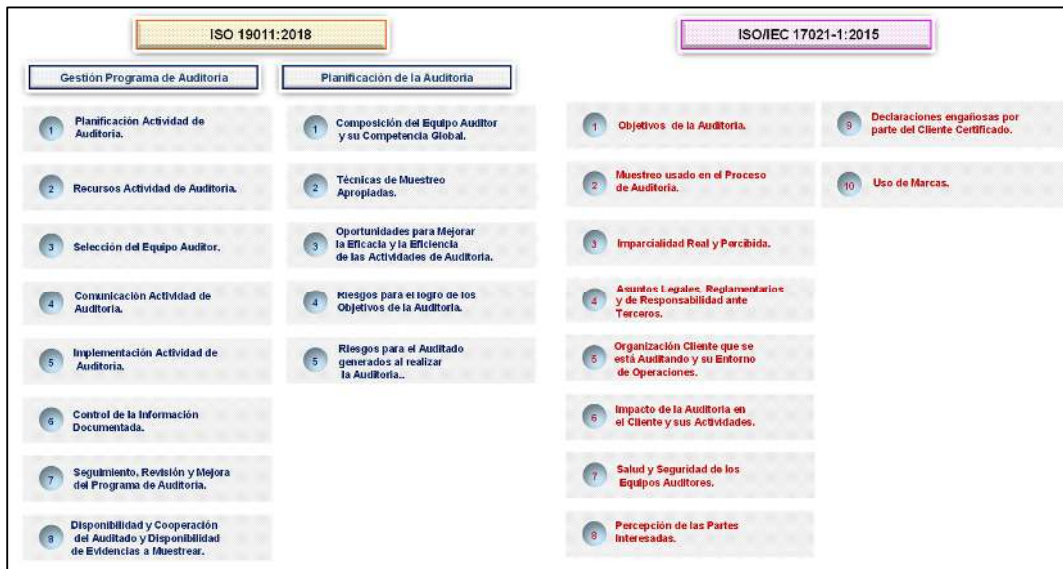 ISO 19011:2018
Gestión Programa de Auditoria
1
Planificación Actividad de
Auditoria.
2
Recursos Actividad de Auditoria.
3
Selección del Equipo Auditor.
4
Comunicación Actividad de
Auditoria.
5
Implementación Actividad de
Auditoria.
6
Control de la Información
Documentada.
7
Seguimiento, Revisión y Mejora
del Programa de Auditoria.
8
Disponibilidad y Cooperación
del Auditado y Disponibilidad
de Evidencias a Muestrear.
Planificación de la Auditoria
1
Composición del Equipo Auditor
y su Competencia Global.
2
Técnicas de Muestreo
Apropiadas.
3
Oportunidades para Mejorar
la Eficacia y la Eficiencia
de las Actividades de Auditoria.
4
Riesgos para el logro de los
Objetivos de la Auditoria.
5
Riesgos para el Auditado
generados al realizar
la Auditoria..
ISO/IEC 17021-1:2015
1
Objetivos de la Auditoria.
2
Muestreo usado en el Proceso
de Auditoria.
3
Imparcialidad Real y Percibida.
4
Asuntos Legales, Reglamentarios
y de Responsabilidad ante
Terceros.
5
Organización Cliente que se
está Auditando y su Entorno
de Operaciones.
6
Impacto de la Auditoria en
el Cliente y sus Actividades.
7
Salud y Seguridad de los
Equipos Auditores.
8
Percepción de las Partes
Interesadas.
9
Declaraciones engañosas por
parte del Cliente Certificado.
10
Uso de Marcas.